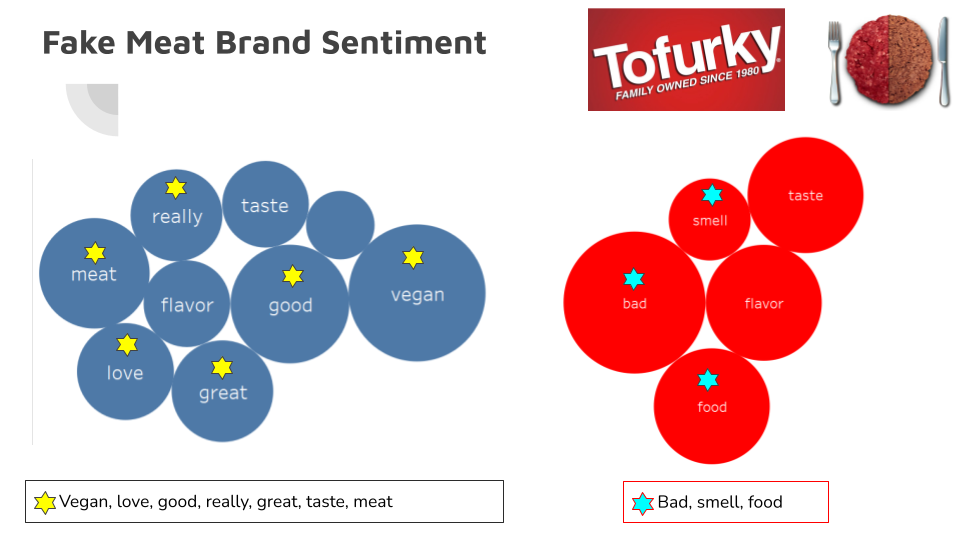 Fake Meat Brand Sentiment
Tofurky
FAMILY OWNED SINCE 1980
really
taste
meat
flavor
good
vegan
love
great
smell
taste
bad
flavor
food
Vegan, love, good, really, great, taste, meat
Bad, smell, food